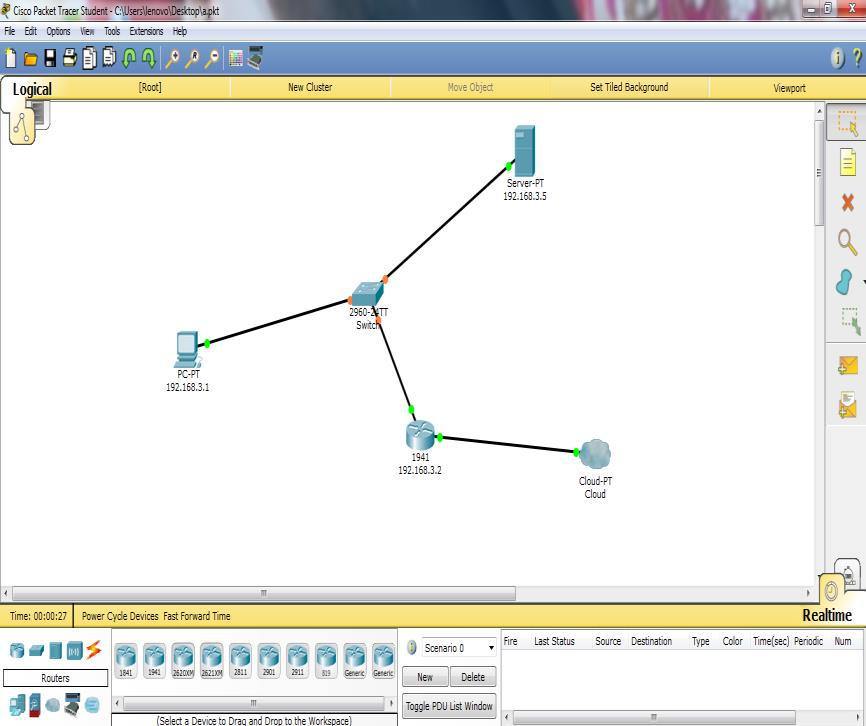 Cisco Packet Tracer Student - C:\Users\lenovo\Desktop\a.pkt
File Edit Options View Tools Extensions Help
Logical [Root] New Cluster Move Object Set Tiled Background Viewport
Server-PT
192.168.3.5
2960-24TT
Switch
PC-PT
192.168.3.1
1941
192.168.3.2
Cloud-PT
Cloud
Time: 00:00:27 Power Cycle Devices Fast Forward Time Realtime
Scenario 0
Fire Last Status Source Destination Type Color Time(sec) Periodic Num
1841 1941 2620XM 2621XM 2811 2901 2911 819 Generic Generic
Routers
New Delete
Toggle PDU List Window
(Select a Device to Drag and Drop to the Workspace)